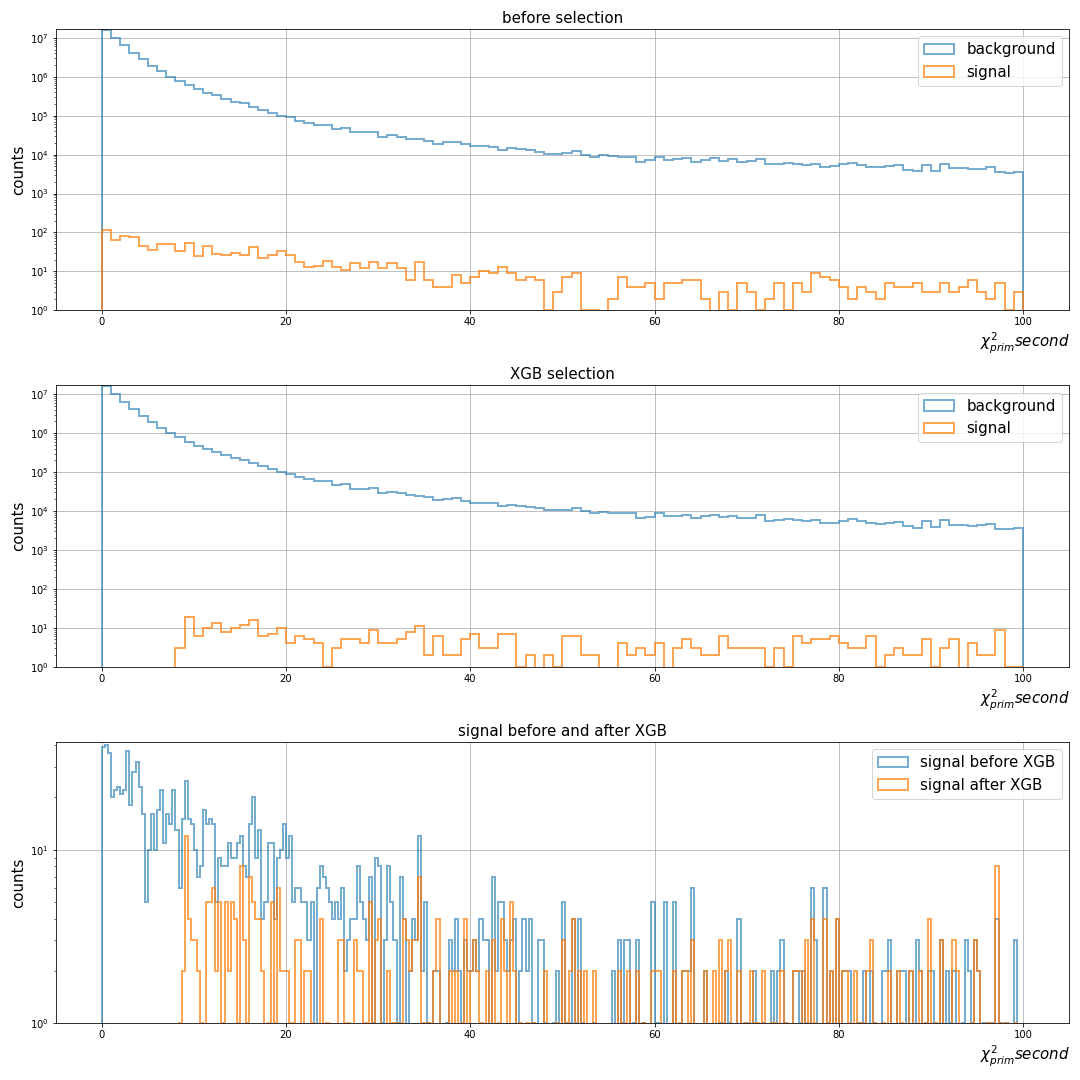 before selection
10⁷
10⁶
10⁵
10⁴
10³
10²
10¹
10⁰
counts
background
signal
0 20 40 60 80 100
χ²_prim second
XGB selection
10⁷
10⁶
10⁵
10⁴
10³
10²
10¹
10⁰
counts
background
signal
0 20 40 60 80 100
χ²_prim second
signal before and after XGB
10¹
10⁰
counts
signal before XGB
signal after XGB
0 20 40 60 80 100
χ²_prim second